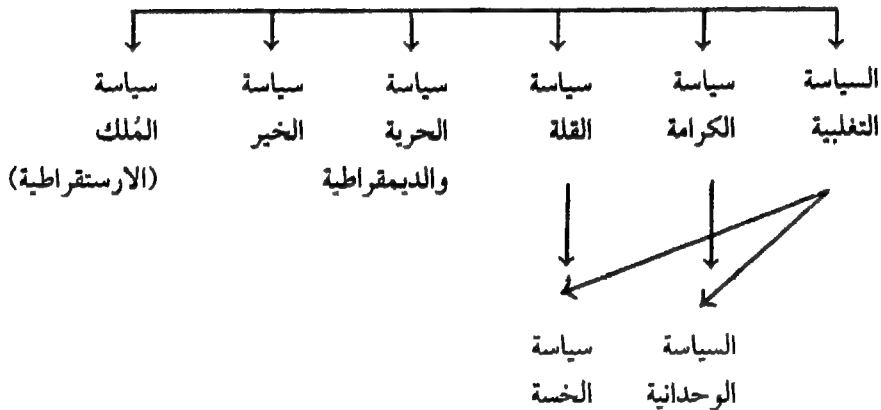 السياسة
التغلبية
سياسة
الكرامة
سياسة
القلة
سياسة
الحرية
والديمقراطية
سياسة
الخير
سياسة
المُلك
(الارستقراطية)
السياسة
الوحدانية
سياسة
الخسة